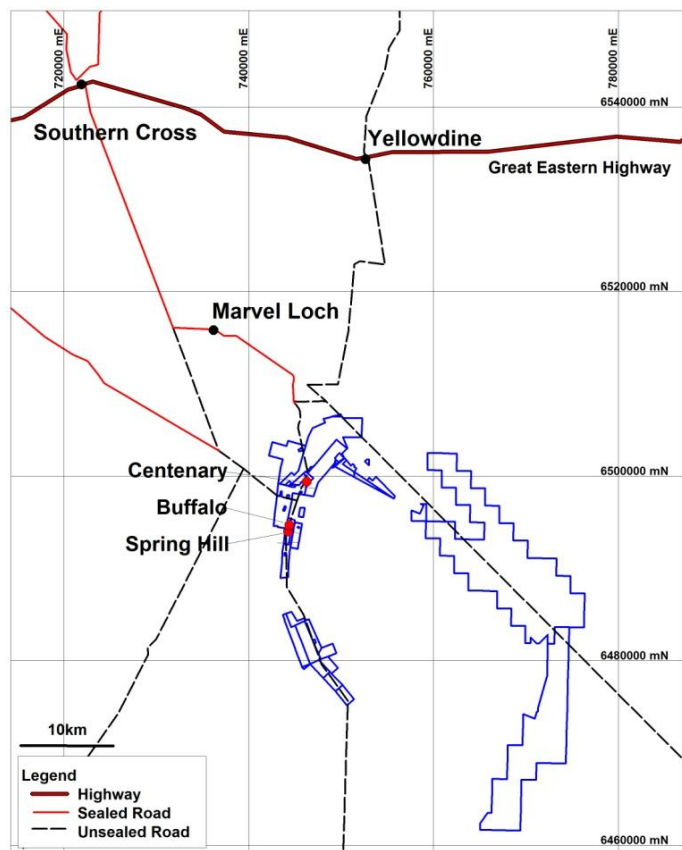 720000 mE
740000 mE
760000 mE
780000 mE
6540000 mN
Southern Cross
Yellowdine
Great Eastern Highway
6520000 mN
Marvel Loch
Centenary
6500000 mN
Buffalo
Spring Hill
6480000 mN
10km
Legend
Highway
Sealed Road
Unsealed Road
6460000 mN